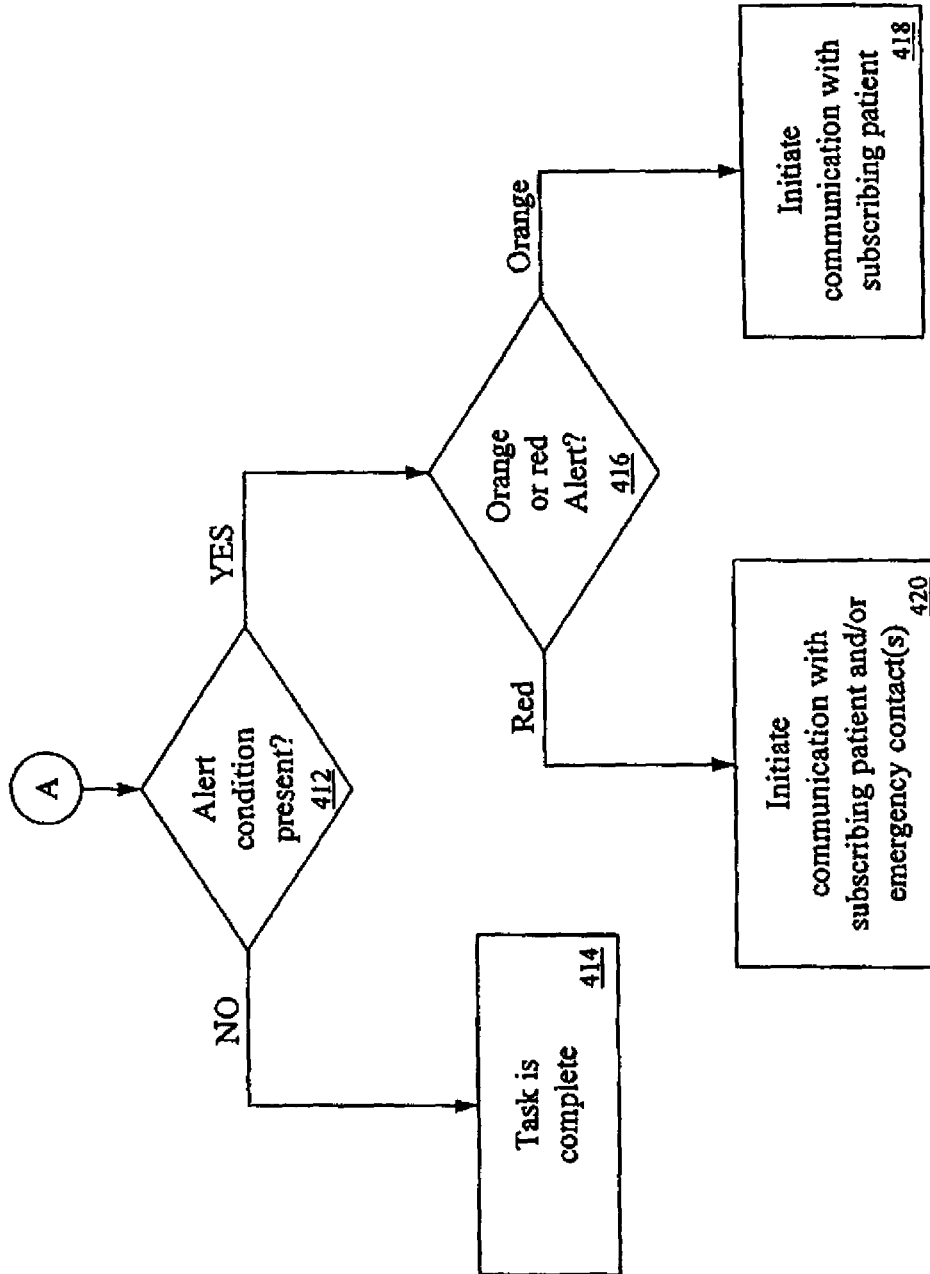 A
Alert
condition
present?
412
NO
YES
Task is
complete
414
Orange
or red
Alert?
416
Red
Orange
Initiate
communication with
subscribing patient and/or
emergency contact(s)
420
Initiate
communication with
subscribing patient
418